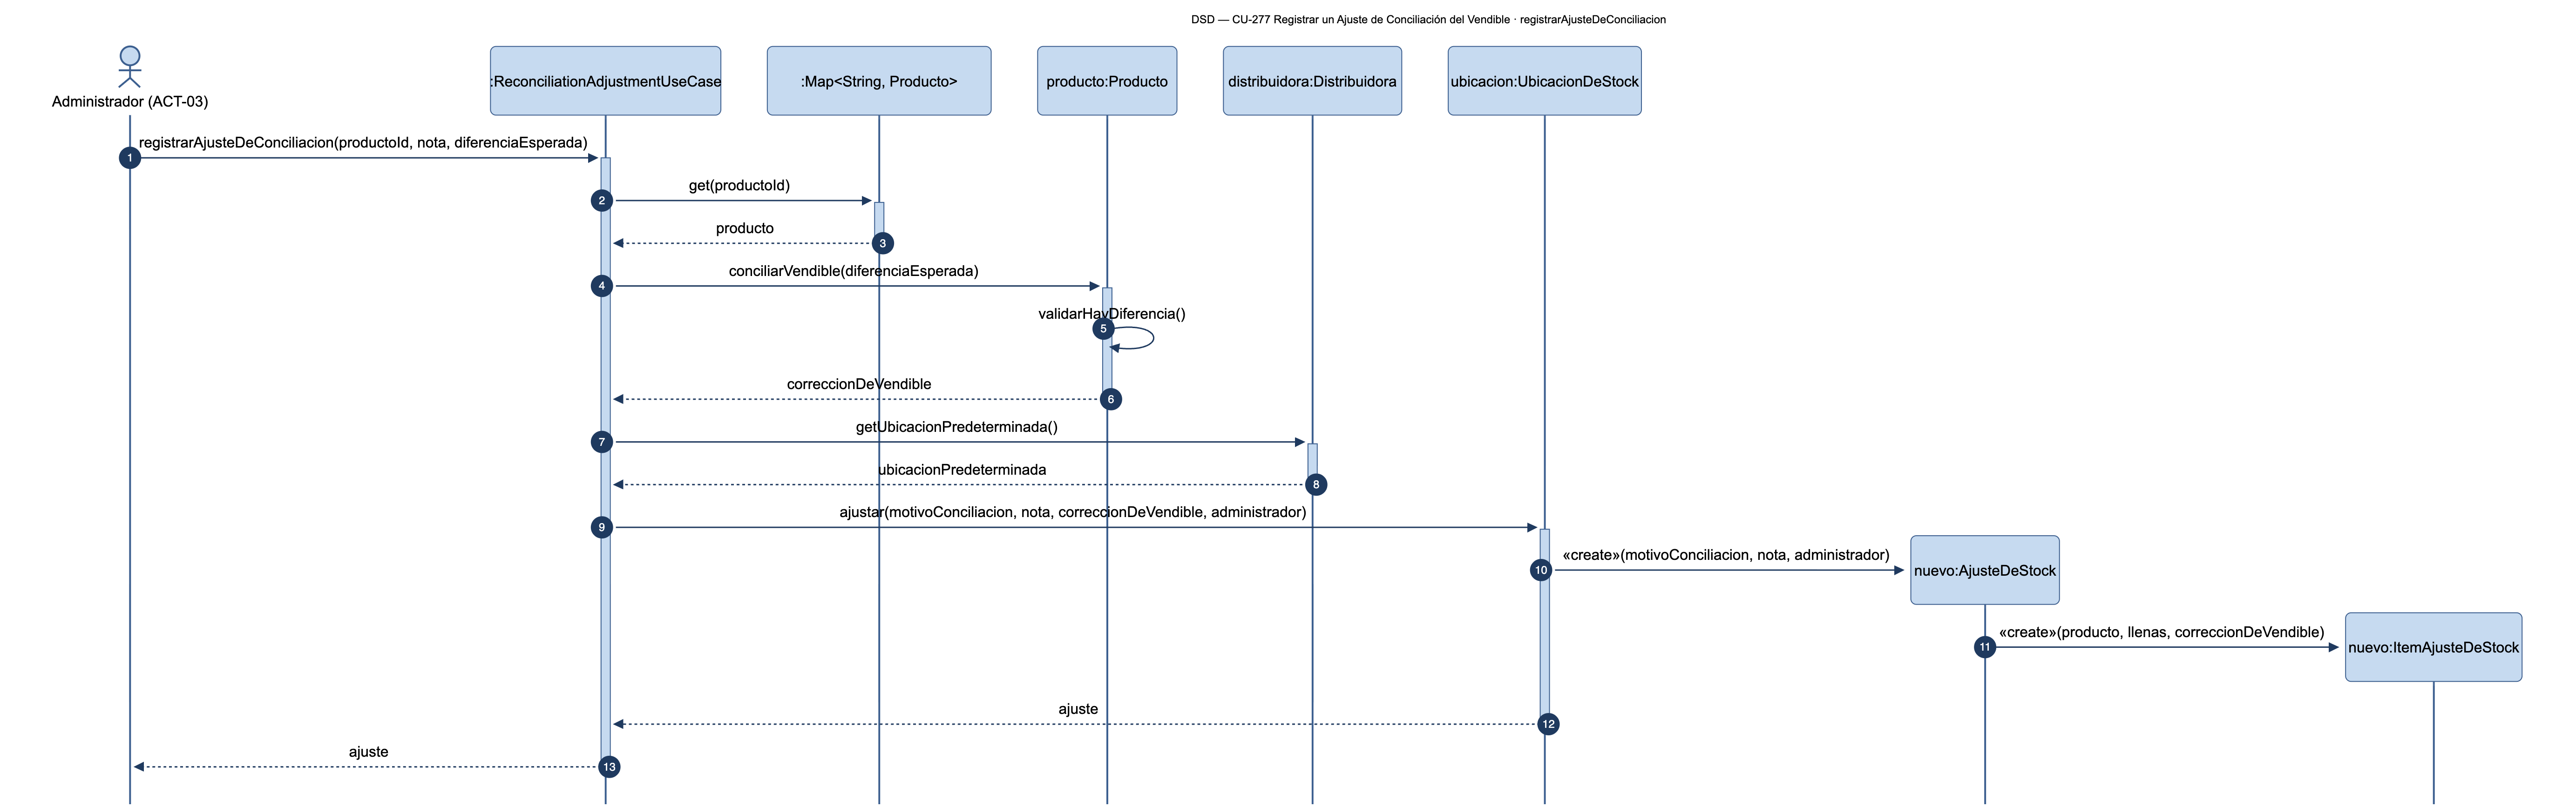 DSD — CU-277 Registrar un Ajuste de Conciliación del Vendible · registrarAjusteDeConciliacion
Administrador (ACT-03)
:ReconciliationAdjustmentUseCase
:Map<String, Producto>
producto:Producto
distribuidora:Distribuidora
ubicacion:UbicacionDeStock
registrarAjusteDeConciliacion(productoId, nota, diferenciaEsperada)
1
get(productoId)
2
producto
3
conciliarVendible(diferenciaEsperada)
4
validarHayDiferencia()
5
correccionDeVendible
6
getUbicacionPredeterminada()
7
ubicacionPredeterminada
8
ajustar(motivoConciliacion, nota, correccionDeVendible, administrador)
9
«create»(motivoConciliacion, nota, administrador)
10
nuevo:AjusteDeStock
«create»(producto, llenas, correccionDeVendible)
11
nuevo:ItemAjusteDeStock
ajuste
12
ajuste
13